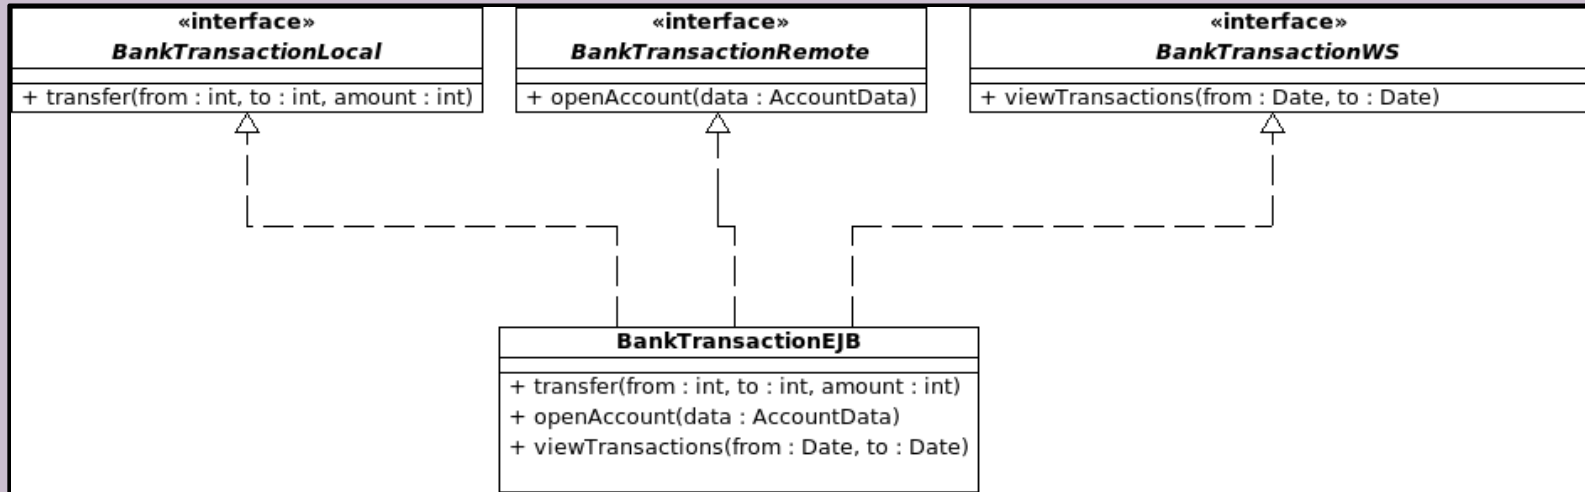 «interface»
BankTransactionLocal
+ transfer(from : int, to : int, amount : int)
«interface»
BankTransactionRemote
+ openAccount(data : AccountData)
«interface»
BankTransactionWS
+ viewTransactions(from : Date, to : Date)
BankTransactionEJB
+ transfer(from : int, to : int, amount : int)
+ openAccount(data : AccountData)
+ viewTransactions(from : Date, to : Date)